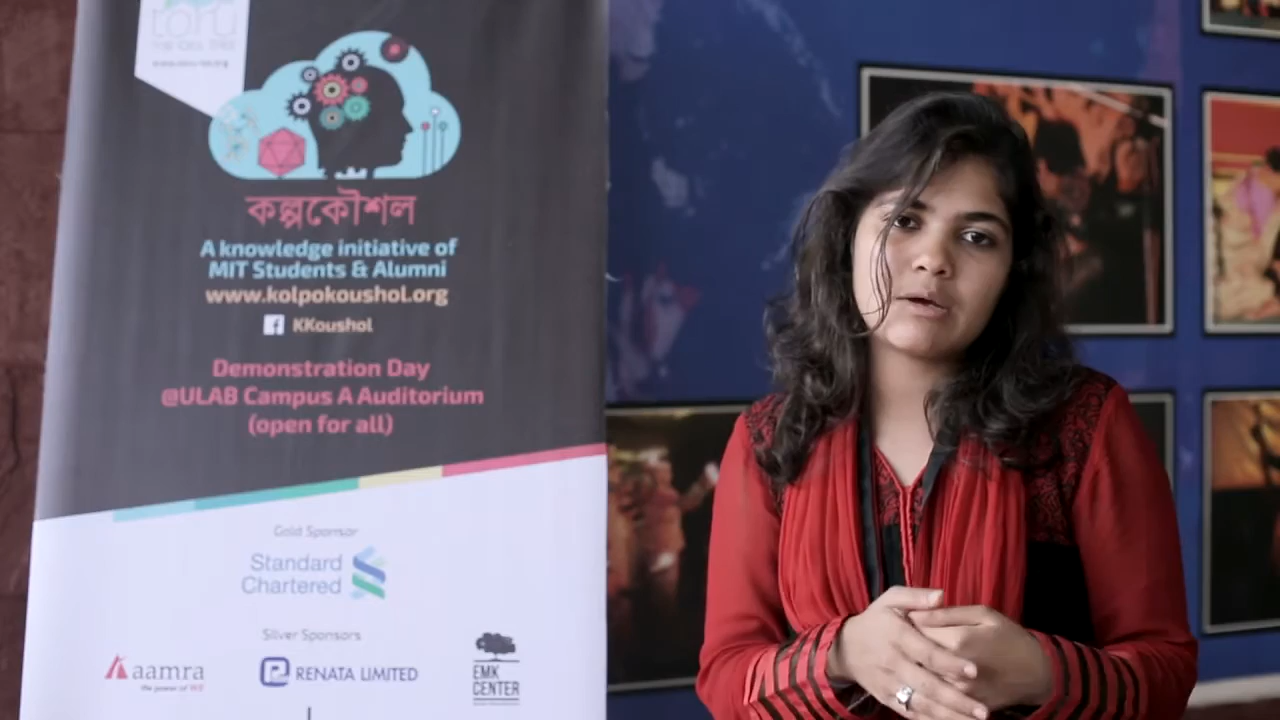 toru
কল্পকৌশল
A knowledge initiative of
MIT Students & Alumni
www.kolpokoushol.org
KKoushol
Demonstration Day
@ULAB Campus A Auditorium
(open for all)
Gold Sponsor
Standard
Chartered
Silver Sponsors
aamra
RENATA LIMITED
EMK
CENTER